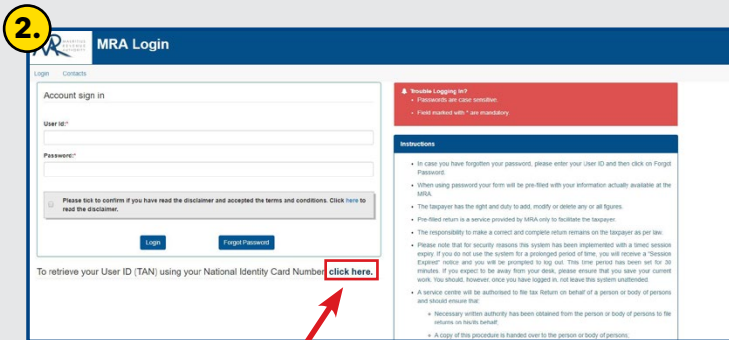 2.
MAURITIUS
REVENUE
AUTHORITY
MRA Login
Login Contacts
Account sign in
User Id:*
Password:*
Please tick to confirm if you have read the disclaimer and accepted the terms and conditions. Click here to
read the disclaimer.
Login Forgot Password
To retrieve your User ID (TAN) using your National Identity Card Number click here.
Trouble Logging In?
• Passwords are case sensitive.
• Field marked with * are mandatory.
Instructions
• In case you have forgotten your password, please enter your User ID and then click on Forgot
Password.
• When using password your form will be pre-filled with your information actually available at the
MRA.
• The taxpayer has the right and duty to add, modify or delete any or all figures.
• Pre-filled return is a service provided by MRA only to facilitate the taxpayer.
• The responsibility to make a correct and complete return remains on the taxpayer as per law.
• Please note that for security reasons this system has been implemented with a timed session
expiry. If you do not use the system for a prolonged period of time, you will receive a "Session
Expired" notice and you will be prompted to log out. This time period has been set for 30
minutes. If you expect to be away from your desk, please ensure that you save your current
work. You should, however, once you have logged in, not leave this system unattended.
• A service centre will be authorised to file tax Return on behalf of a person or body of persons
and should ensure that:
Necessary written authority has been obtained from the person or body of persons to file
returns on his/its behalf;
A copy of this procedure is handed over to the person or body of persons;